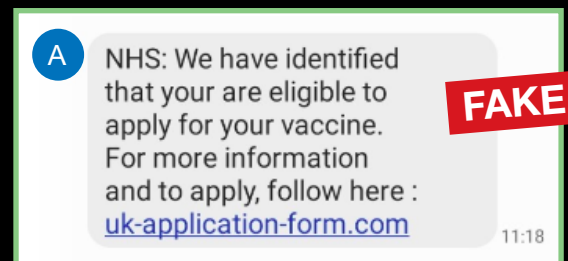 A
NHS: We have identified
that your are eligible to
apply for your vaccine.
For more information
and to apply, follow here :
uk-application-form.com
11:18
FAKE